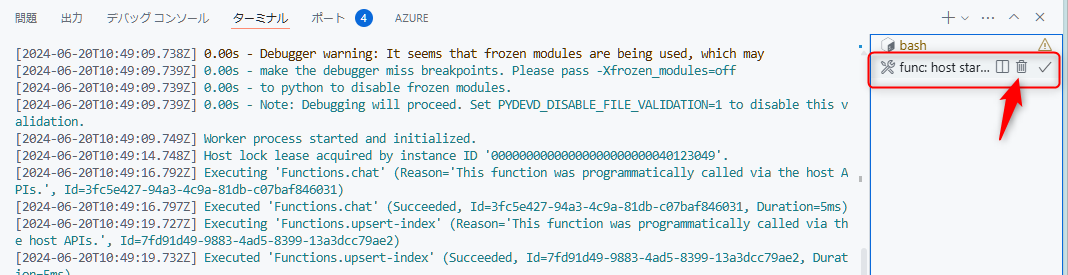 問題 出力 デバッグ コンソール ターミナル ポート 4 AZURE
[2024-06-20T10:49:09.738Z] 0.00s - Debugger warning: It seems that frozen modules are being used, which may
[2024-06-20T10:49:09.739Z] 0.00s - make the debugger miss breakpoints. Please pass -Xfrozen_modules=off
[2024-06-20T10:49:09.739Z] 0.00s - to python to disable frozen modules.
[2024-06-20T10:49:09.739Z] 0.00s - Note: Debugging will proceed. Set PYDEVD_DISABLE_FILE_VALIDATION=1 to disable this v
alidation.
[2024-06-20T10:49:09.749Z] Worker process started and initialized.
[2024-06-20T10:49:14.748Z] Host lock lease acquired by instance ID '00000000000000000000000040123049'.
[2024-06-20T10:49:16.792Z] Executing 'Functions.chat' (Reason='This function was programmatically called via the host A
PIs.', Id=3fc5e427-94a3-4c9a-81db-c07baf846031)
[2024-06-20T10:49:16.797Z] Executed 'Functions.chat' (Succeeded, Id=3fc5e427-94a3-4c9a-81db-c07baf846031, Duration=5ms)
[2024-06-20T10:49:19.727Z] Executing 'Functions.upsert-index' (Reason='This function was programmatically called via th
e host APIs.', Id=7fd91d49-9883-4ad5-8399-13a3dcc79ae2)
[2024-06-20T10:49:19.732Z] Executed 'Functions.upsert-index' (Succeeded, Id=7fd91d49-9883-4ad5-8399-13a3dcc79ae2, Durat
ion=5ms)
bash
func: host star...